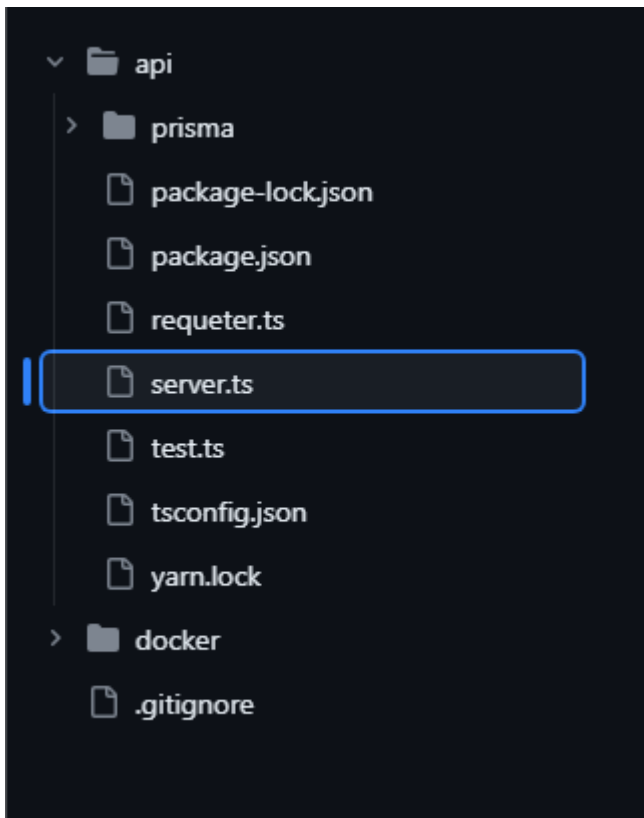 api
prisma
package-lock.json
package.json
requeter.ts
server.ts
test.ts
tsconfig.json
yarn.lock
docker
.gitignore